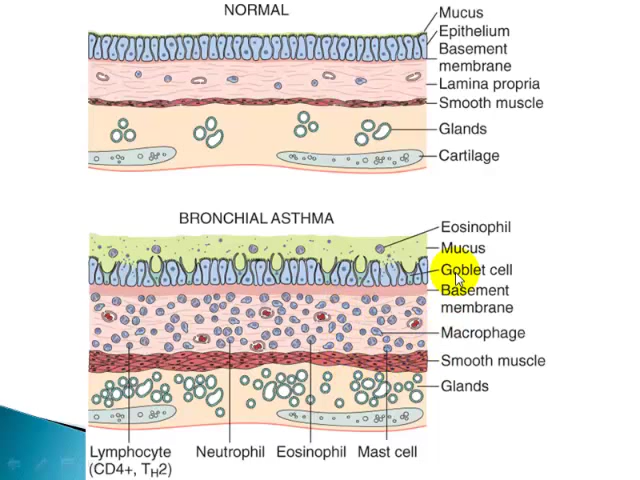 NORMAL
Mucus
Epithelium
Basement
membrane
Lamina propria
Smooth muscle
Glands
Cartilage
BRONCHIAL ASTHMA
Eosinophil
Mucus
Goblet cell
Basement
membrane
Macrophage
Smooth muscle
Glands
Lymphocyte
(CD4+, TH2)
Neutrophil
Eosinophil
Mast cell